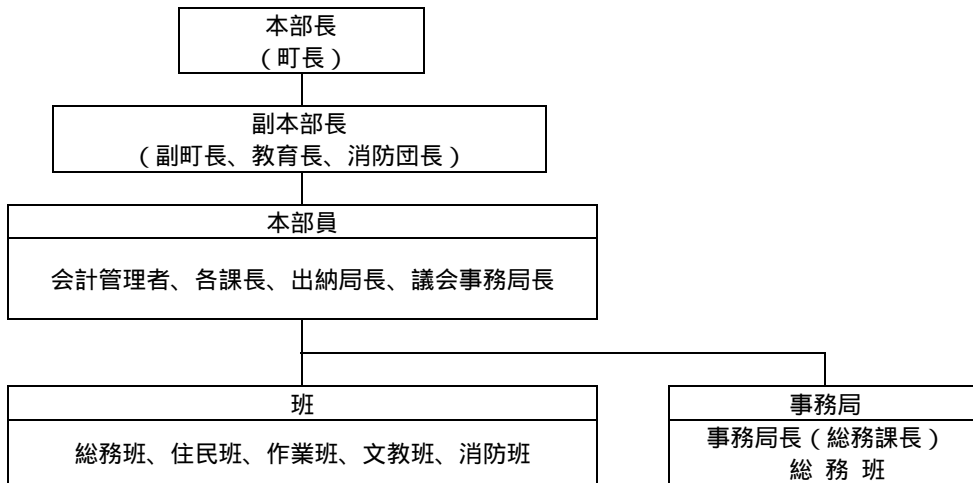 本部長
（町長）
副本部長
（副町長、教育長、消防団長）
本部員
会計管理者、各課長、出納局長、議会事務局長
班
総務班、住民班、作業班、文教班、消防班
事務局
事務局長（総務課長）
総 務 班